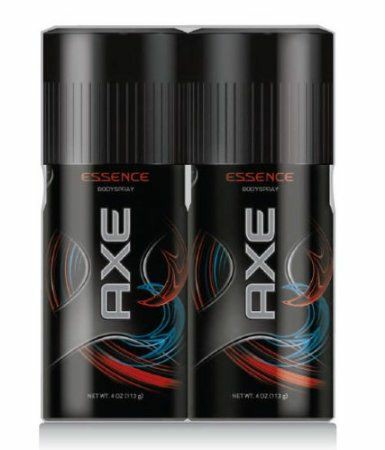 ESSENCE
BODYSPRAY
AXE
NET WT. 4 OZ (113 g)
ESSENCE
BODYSPRAY
AXE
NET WT. 4 OZ (113 g)